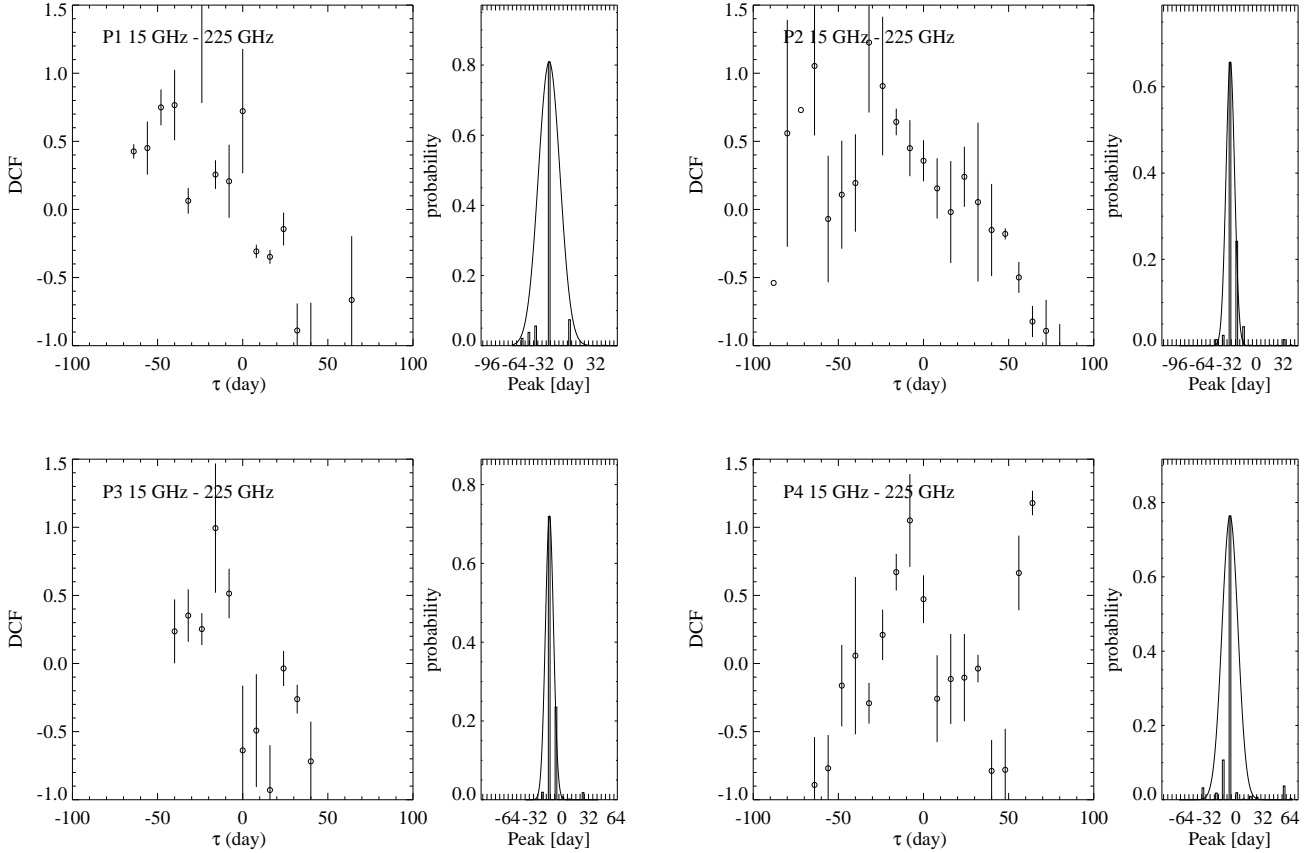 1.5
P1 15 GHz - 225 GHz
1.0
0.5
0.0
-0.5
-1.0
DCF
-100 -50 0 50 100
τ (day)
0.8
0.6
0.4
0.2
0.0
probability
-96 -64 -32 0 32
Peak [day]
1.5
P2 15 GHz - 225 GHz
1.0
0.5
0.0
-0.5
-1.0
DCF
-100 -50 0 50 100
τ (day)
0.6
0.4
0.2
0.0
probability
-96 -64 -32 0 32
Peak [day]
1.5
P3 15 GHz - 225 GHz
1.0
0.5
0.0
-0.5
-1.0
DCF
-100 -50 0 50 100
τ (day)
0.8
0.6
0.4
0.2
0.0
probability
-64 -32 0 32 64
Peak [day]
1.5
P4 15 GHz - 225 GHz
1.0
0.5
0.0
-0.5
-1.0
DCF
-100 -50 0 50 100
τ (day)
0.8
0.6
0.4
0.2
0.0
probability
-64 -32 0 32 64
Peak [day]